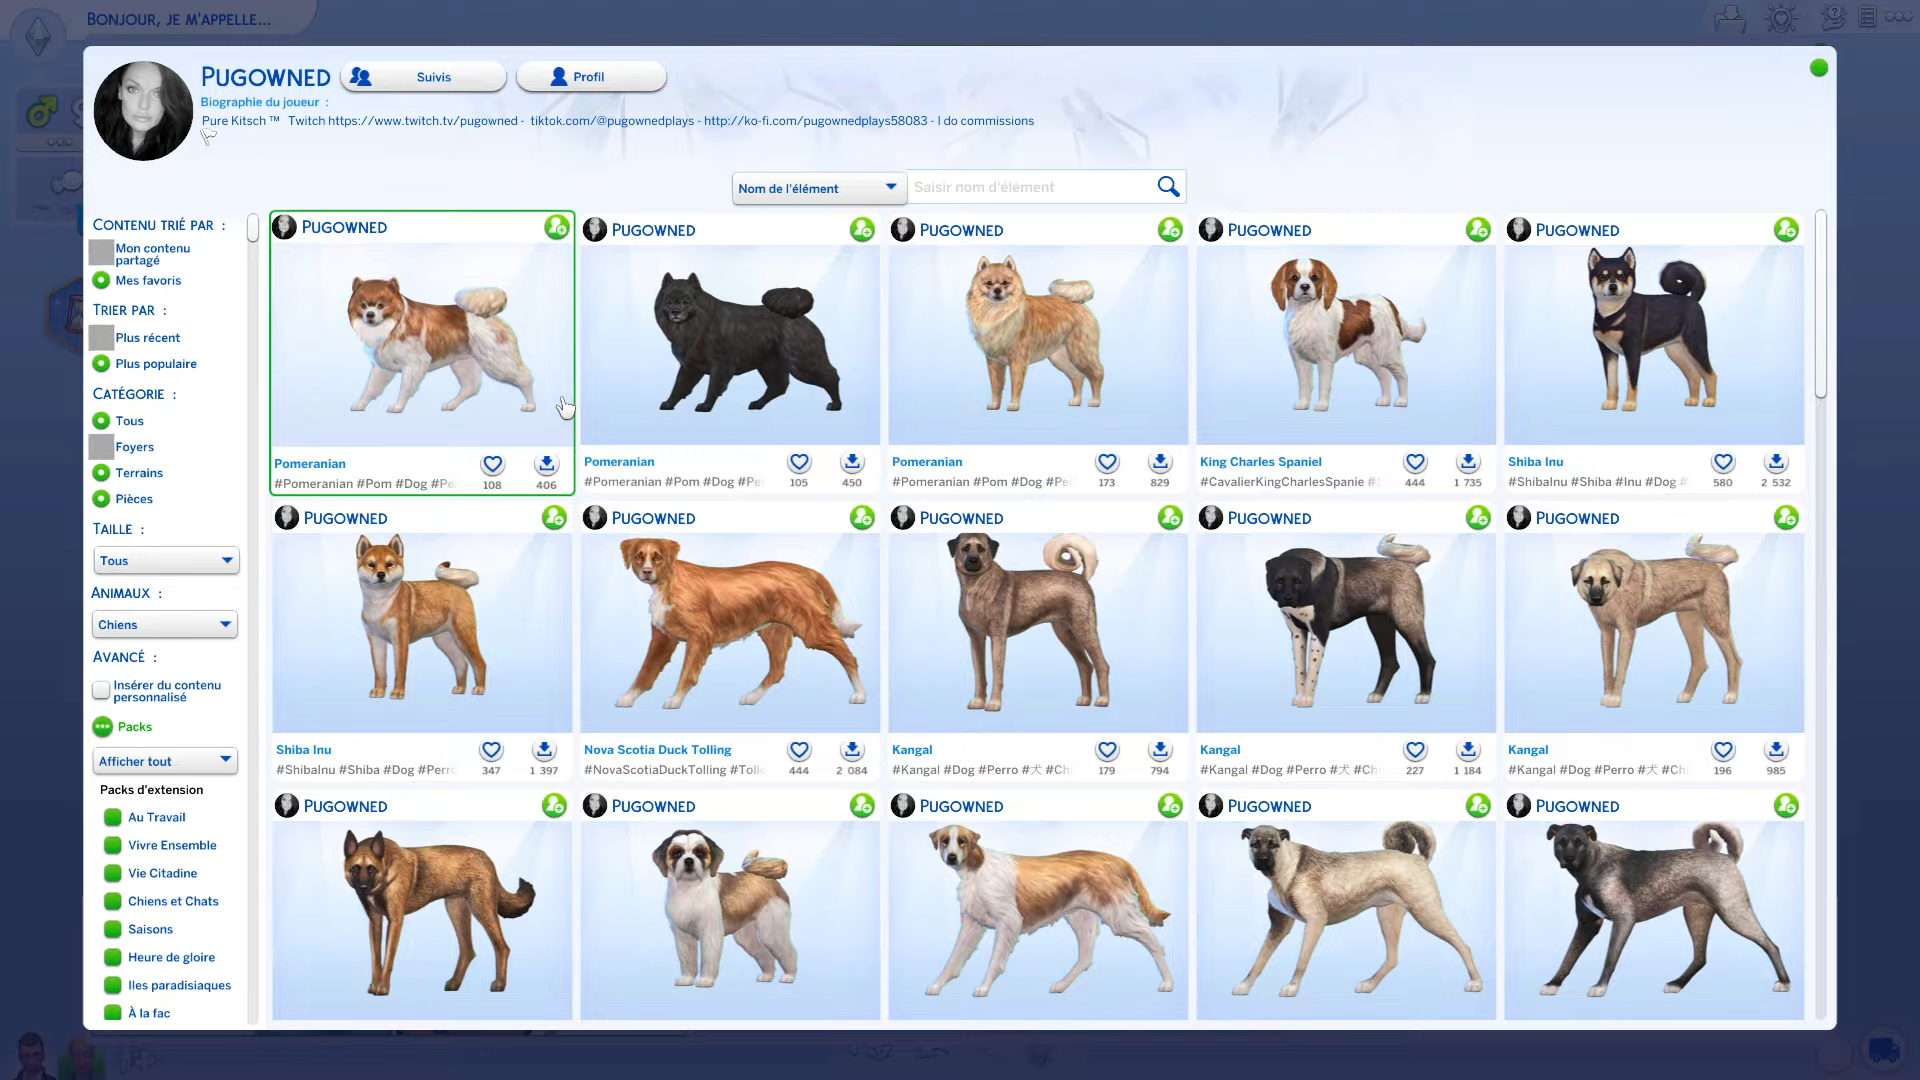 BONJOUR, JE M'APPELLE...
PUGOWNED
Suivis
Profil
Biographie du joueur :
Pure Kitsch ™ Twitch https://www.twitch.tv/pugowned - tiktok.com/@pugownedplays - http://ko-fi.com/pugownedplays58083 - I do commissions
Nom de l'élément
Saisir nom d'élément
CONTENU TRIÉ PAR :
Mon contenu
partagé
Mes favoris
TRIER PAR :
Plus récent
Plus populaire
CATÉGORIE :
Tous
Foyers
Terrains
Pièces
TAILLE :
Tous
ANIMAUX :
Chiens
AVANCÉ :
Insérer du contenu
personnalisé
Packs
Afficher tout
Packs d'extension
Au Travail
Vivre Ensemble
Vie Citadine
Chiens et Chats
Saisons
Heure de gloire
Iles paradisiaques
À la fac
PUGOWNED
Pomeranian
#Pomeranian #Pom #Dog #Pe
108
406
PUGOWNED
Pomeranian
#Pomeranian #Pom #Dog #Pe
105
450
PUGOWNED
Pomeranian
#Pomeranian #Pom #Dog #Pe
173
829
PUGOWNED
King Charles Spaniel
#CavalierKingCharlesSpanie #
444
1 735
PUGOWNED
Shiba Inu
#ShibaInu #Shiba #Inu #Dog #
580
2 532
PUGOWNED
Shiba Inu
#ShibaInu #Shiba #Dog #Perro
347
1 397
PUGOWNED
Nova Scotia Duck Tolling
#NovaScotiaDuckTolling #Toll
444
2 084
PUGOWNED
Kangal
#Kangal #Dog #Perro #犬 #Ch
179
794
PUGOWNED
Kangal
#Kangal #Dog #Perro #犬 #Ch
227
1 184
PUGOWNED
Kangal
#Kangal #Dog #Perro #犬 #Ch
196
985
PUGOWNED
PUGOWNED
PUGOWNED
PUGOWNED
PUGOWNED